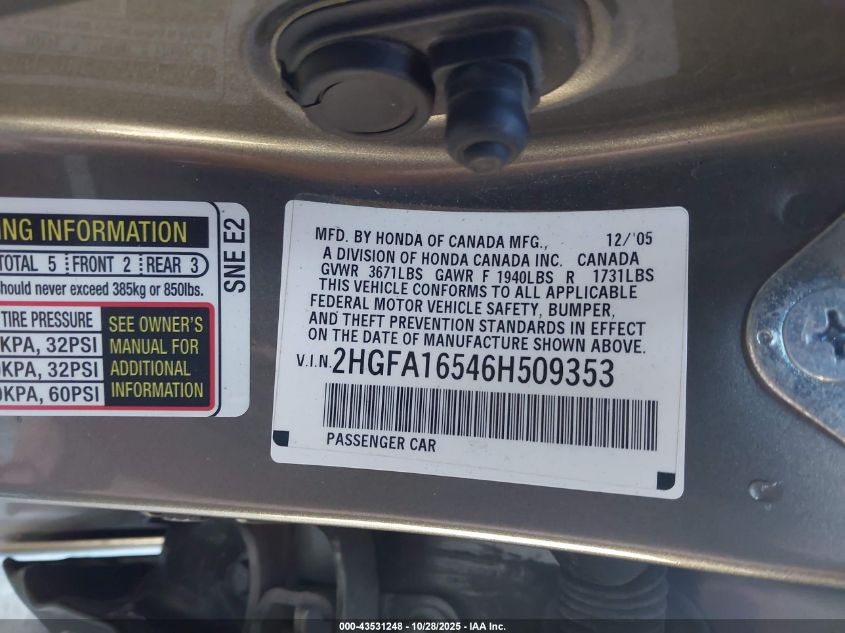 NG INFORMATION
TOTAL 5 FRONT 2 REAR 3
should never exceed 385kg or 850lbs.
TIRE PRESSURE
KPA, 32PSI
KPA, 32PSI
KPA, 60PSI
SEE OWNER'S
MANUAL FOR
ADDITIONAL
INFORMATION
SNE E2
MFD. BY HONDA OF CANADA MFG., 12/'05
A DIVISION OF HONDA CANADA INC. CANADA
GVWR 3671LBS GAWR F 1940LBS R 1731LBS
THIS VEHICLE CONFORMS TO ALL APPLICABLE
FEDERAL MOTOR VEHICLE SAFETY, BUMPER,
AND THEFT PREVENTION STANDARDS IN EFFECT
ON THE DATE OF MANUFACTURE SHOWN ABOVE.
V.I.N. 2HGFA16546H509353
PASSENGER CAR
000-43531248 | 10/28/2025 - IAA Inc.